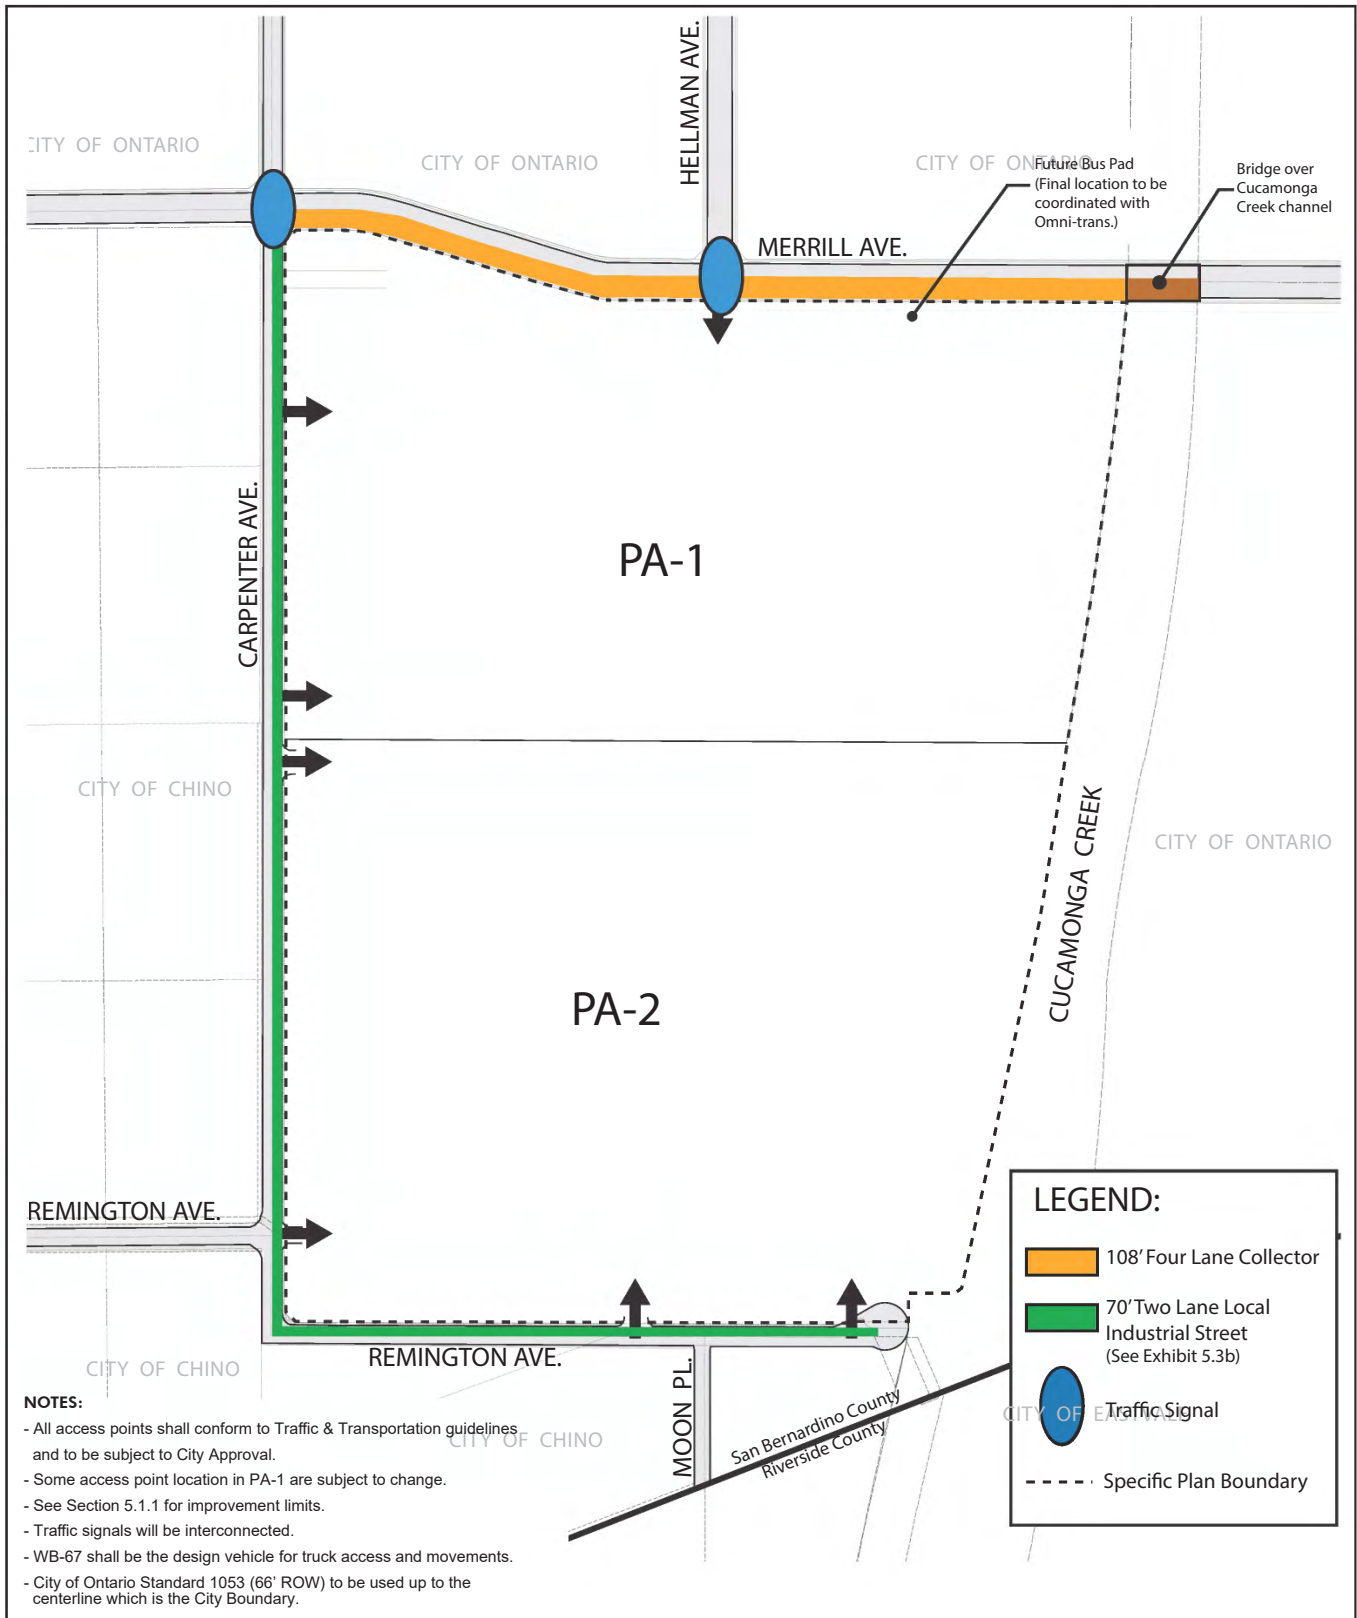 HELLMAN AVE.
CITY OF ONTARIO
CITY OF ONTARIO
CITY OF ONTARIO
Future Bus Pad
(Final location to be
coordinated with
Omni-trans.)
Bridge over
Cucamonga
Creek channel
MERRILL AVE.
CARPENTER AVE.
PA-1
CITY OF CHINO
CUCAMONGA CREEK
CITY OF ONTARIO
PA-2
REMINGTON AVE.
REMINGTON AVE.
CITY OF CHINO
MOON PL.
CITY OF CHINO
San Bernardino County
Riverside County
LEGEND:
108' Four Lane Collector
70' Two Lane Local
Industrial Street
(See Exhibit 5.3b)
CITY OF EASTVALE
Traffic Signal
Specific Plan Boundary
NOTES:
- All access points shall conform to Traffic & Transportation guidelines
and to be subject to City Approval.
- Some access point location in PA-1 are subject to change.
- See Section 5.1.1 for improvement limits.
- Traffic signals will be interconnected.
- WB-67 shall be the design vehicle for truck access and movements.
- City of Ontario Standard 1053 (66' ROW) to be used up to the
centerline which is the City Boundary.